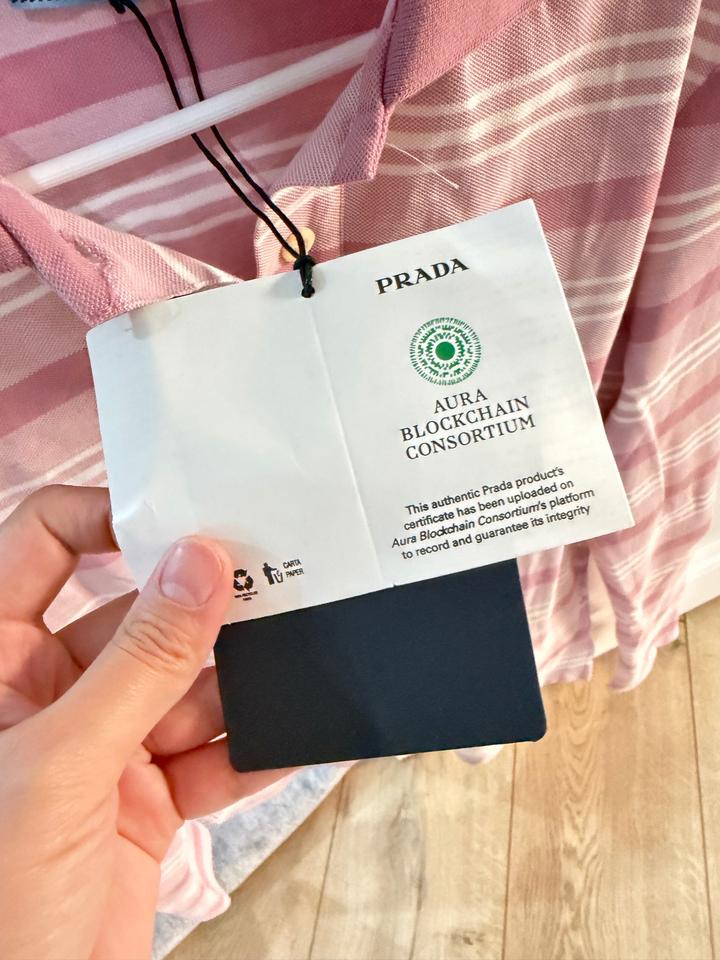 PRADA
AURA
BLOCKCHAIN
CONSORTIUM
This authentic Prada product's
certificate has been uploaded on
Aura Blockchain Consortium's platform
to record and guarantee its integrity
CARTA
PAPER